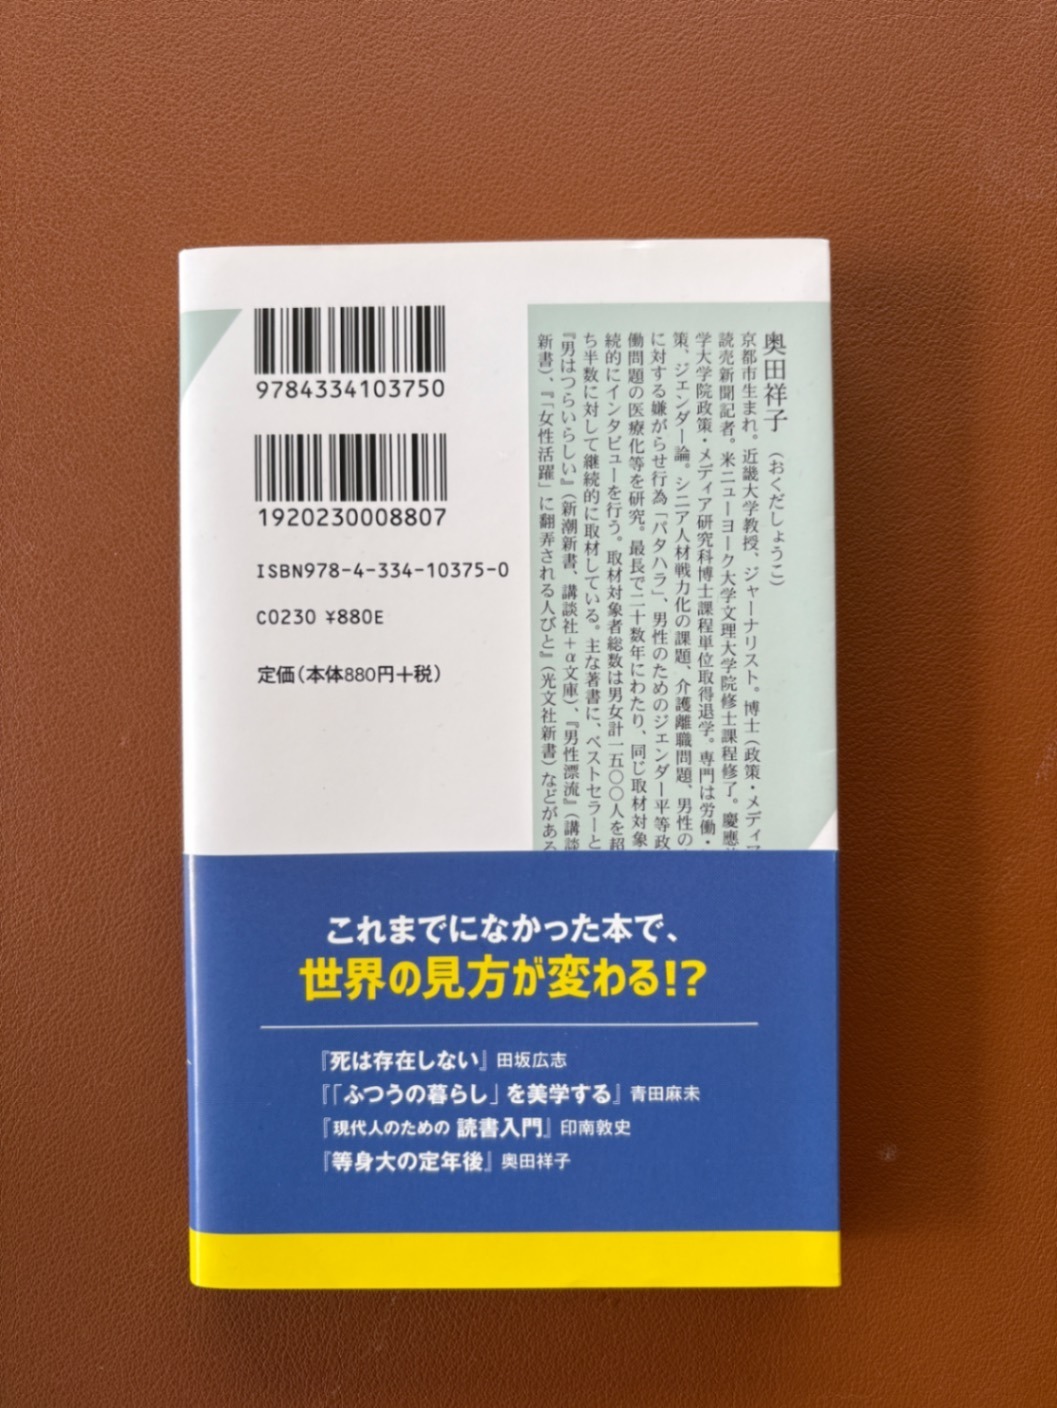 9784334103750
1920230008807
ISBN978-4-334-10375-0
C0230 ¥880E
定価(本体880円+税)
奥田祥子(おくだしょうこ)
京都市生まれ。近畿大学教授、ジャーナリスト。博士(政策・メディア
読売新聞記者。米ニューヨーク大学文理大学院修士課程修了。慶應
学大学院政策・メディア研究科博士課程単位取得退学。専門は労働・
策、ジェンダー論。シニア人材戦力化の課題、介護離職問題、男性の
に対する嫌がらせ行為「パタハラ」、男性のためのジェンダー平等政
働問題の医療化等を研究。最長で二十数年にわたり、同じ取材対象
続的にインタビューを行う。取材対象者総数は男女計一五〇〇人を超
ち半数に対して継続的に取材している。主な著書に、ベストセラーと
『男はつらいらしい』(新潮新書、講談社+α文庫)、『男性漂流』(講談
新書)、『「女性活躍」に翻弄される人びと』(光文社新書)などがある
これまでになかった本で、
世界の見方が変わる!?
『死は存在しない』田坂広志
『「ふつうの暮らし」を美学する』青田麻未
『現代人のための 読書入門』印南敦史
『等身大の定年後』奥田祥子